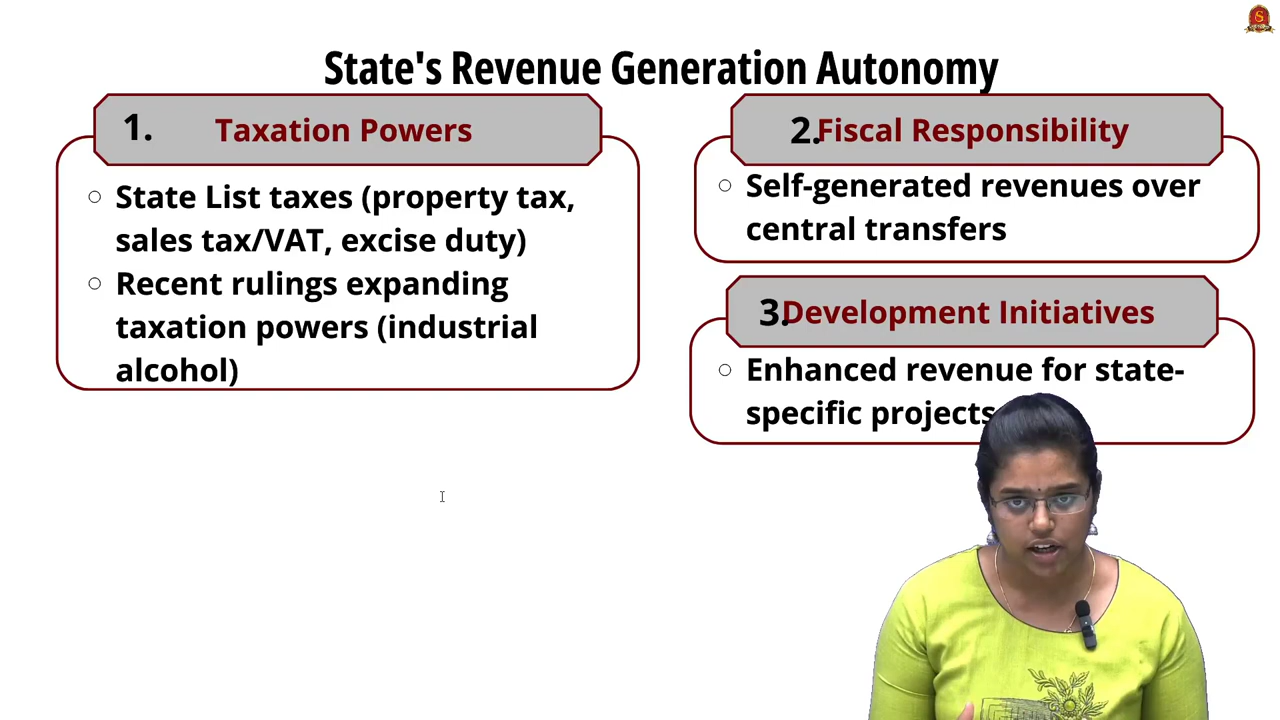 State's Revenue Generation Autonomy
1. Taxation Powers
State List taxes (property tax,
sales tax/VAT, excise duty)
Recent rulings expanding
taxation powers (industrial
alcohol)
2. Fiscal Responsibility
Self-generated revenues over
central transfers
3. Development Initiatives
Enhanced revenue for state-
specific projects